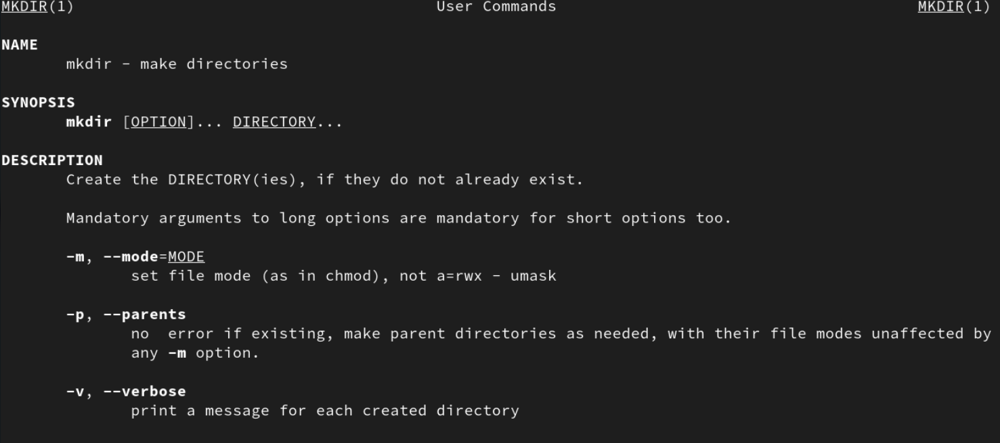 MKDIR(1) User Commands MKDIR(1)
NAME
mkdir - make directories
SYNOPSIS
mkdir [OPTION]... DIRECTORY...
DESCRIPTION
Create the DIRECTORY(ies), if they do not already exist.
Mandatory arguments to long options are mandatory for short options too.
-m, --mode=MODE
set file mode (as in chmod), not a=rwx - umask
-p, --parents
no  error if existing, make parent directories as needed, with their file modes unaffected by
any -m option.
-v, --verbose
print a message for each created directory